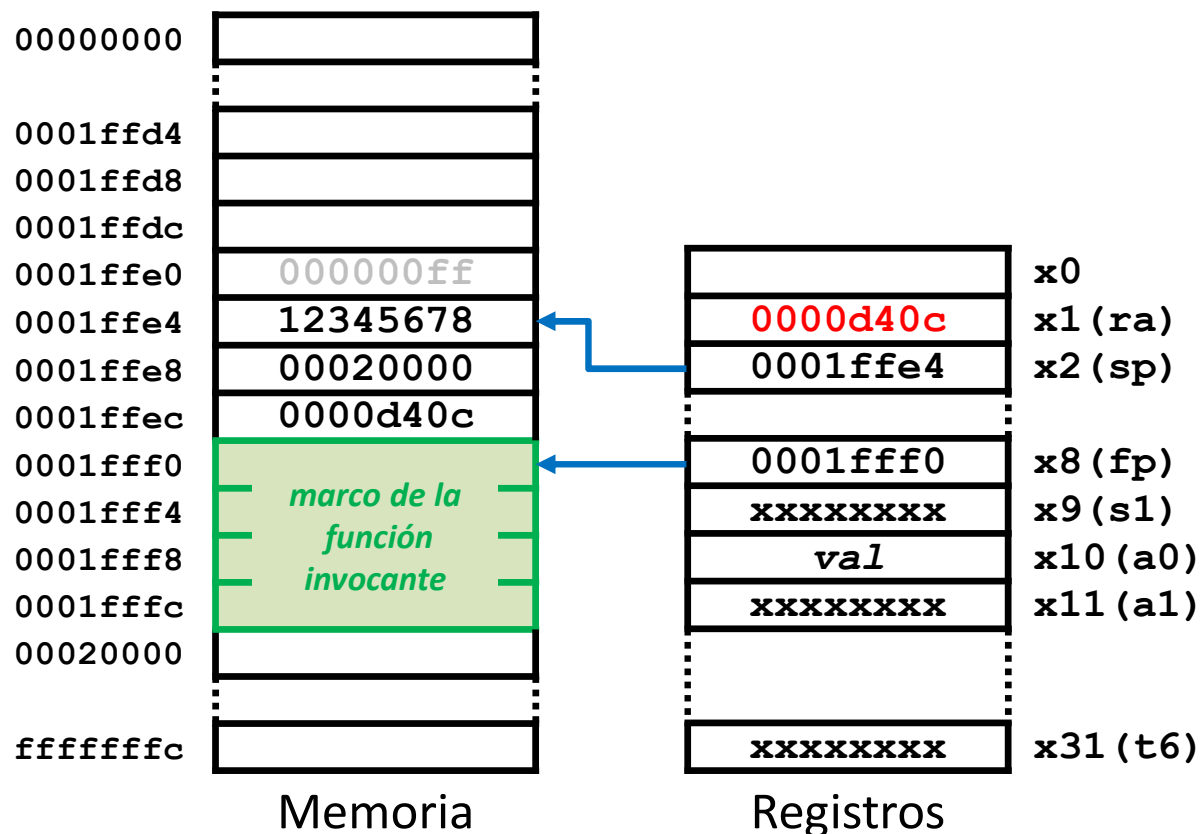 00000000
0001ffd4
0001ffd8
0001ffdc
0001ffe0 000000ff x0
0001ffe4 12345678 0000d40c x1(ra)
0001ffe8 00020000 0001ffe4 x2(sp)
0001ffec 0000d40c
0001fff0 0001fff0 x8(fp)
0001fff4 marco de la xxxxxxxx x9(s1)
0001fff8 función val x10(a0)
0001fffc invocante xxxxxxxx x11(a1)
00020000
fffffffc xxxxxxxx x31(t6)
Memoria Registros